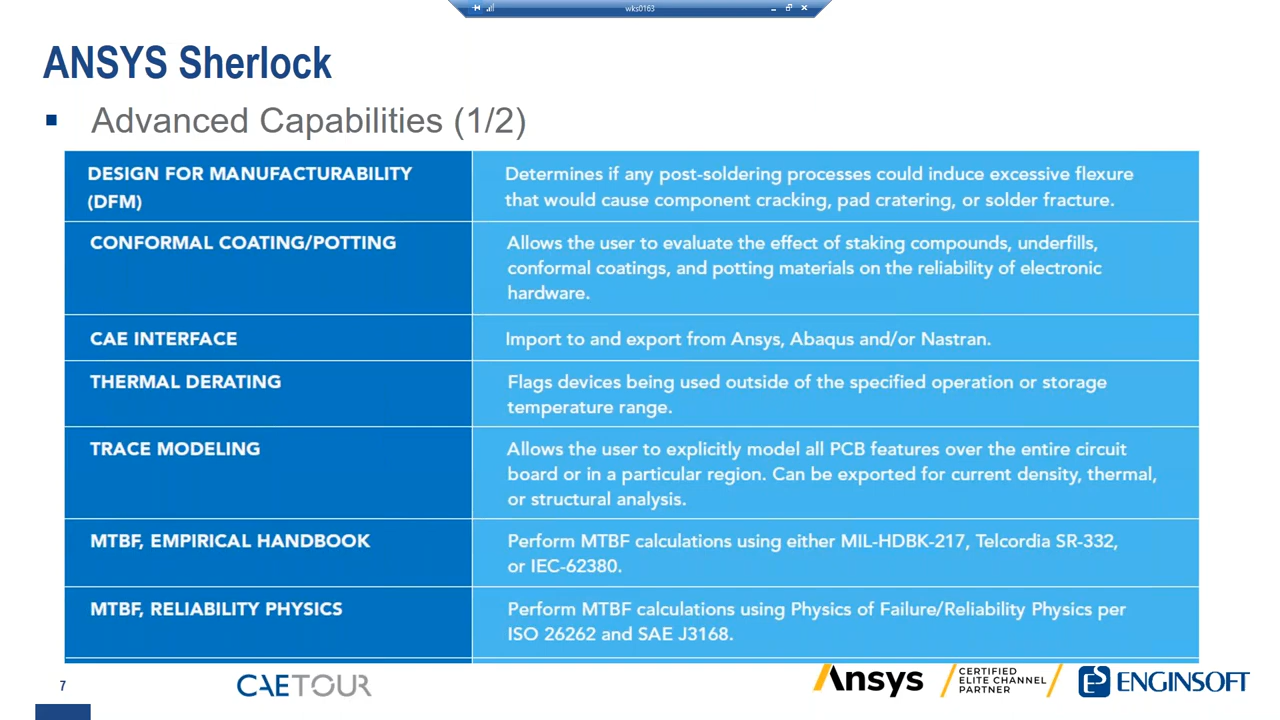 wks0163
ANSYS Sherlock
▪ Advanced Capabilities (1/2)
DESIGN FOR MANUFACTURABILITY
(DFM)
Determines if any post-soldering processes could induce excessive flexure
that would cause component cracking, pad cratering, or solder fracture.
CONFORMAL COATING/POTTING
Allows the user to evaluate the effect of staking compounds, underfills,
conformal coatings, and potting materials on the reliability of electronic
hardware.
CAE INTERFACE
Import to and export from Ansys, Abaqus and/or Nastran.
THERMAL DERATING
Flags devices being used outside of the specified operation or storage
temperature range.
TRACE MODELING
Allows the user to explicitly model all PCB features over the entire circuit
board or in a particular region. Can be exported for current density, thermal,
or structural analysis.
MTBF, EMPIRICAL HANDBOOK
Perform MTBF calculations using either MIL-HDBK-217, Telcordia SR-332,
or IEC-62380.
MTBF, RELIABILITY PHYSICS
Perform MTBF calculations using Physics of Failure/Reliability Physics per
ISO 26262 and SAE J3168.
7
CAETOUR
Ansys
CERTIFIED
ELITE CHANNEL
PARTNER
ENGINSOFT